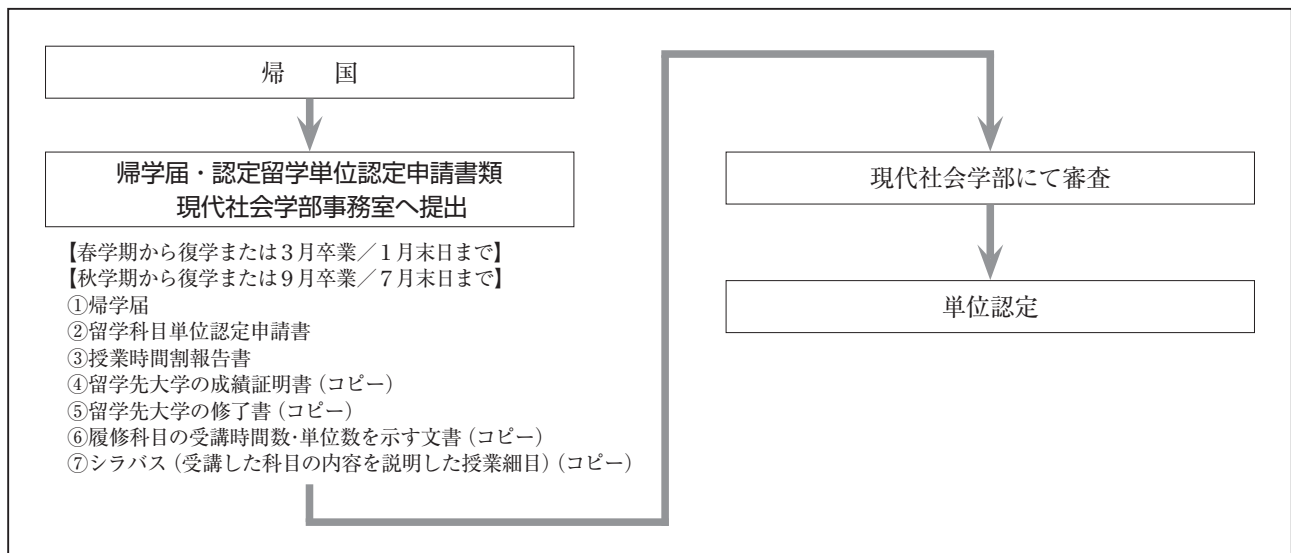 帰　　国
帰学届・認定留学単位認定申請書類
現代社会学部事務室へ提出
【春学期から復学または３月卒業／１月末日まで】
【秋学期から復学または９月卒業／７月末日まで】
①帰学届
②留学科目単位認定申請書
③授業時間割報告書
④留学先大学の成績証明書（コピー）
⑤留学先大学の修了書（コピー）
⑥履修科目の受講時間数・単位数を示す文書（コピー）
⑦シラバス（受講した科目の内容を説明した授業細目）（コピー）
現代社会学部にて審査
単位認定